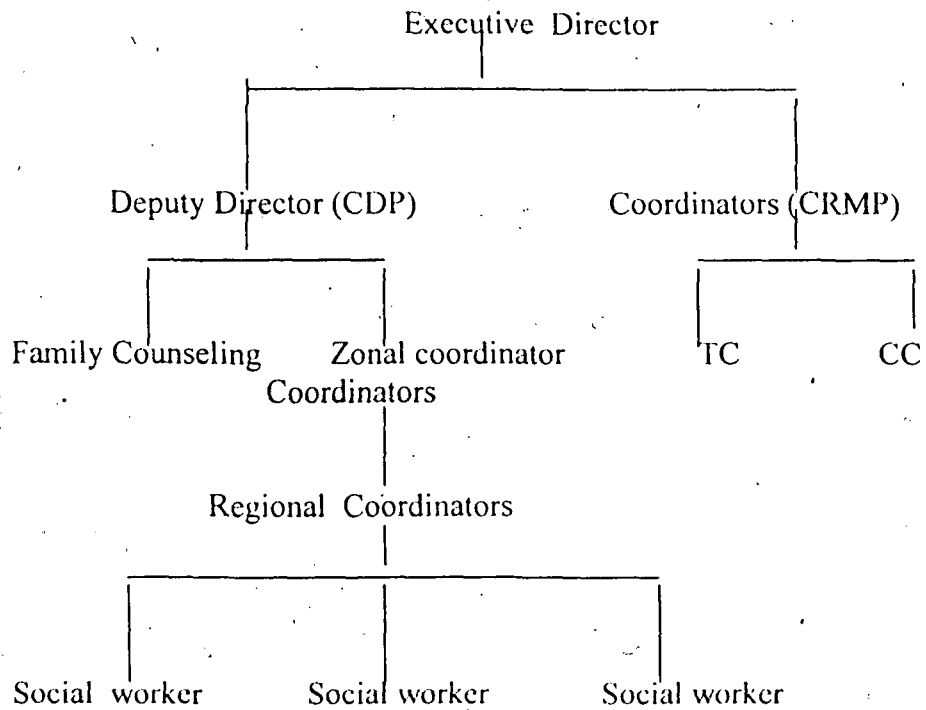 Executive Director
Deputy Director (CDP) Coordinators (CRMP)
Family Counseling Zonal coordinator TC CC
Coordinators
Regional Coordinators
Social worker Social worker Social worker